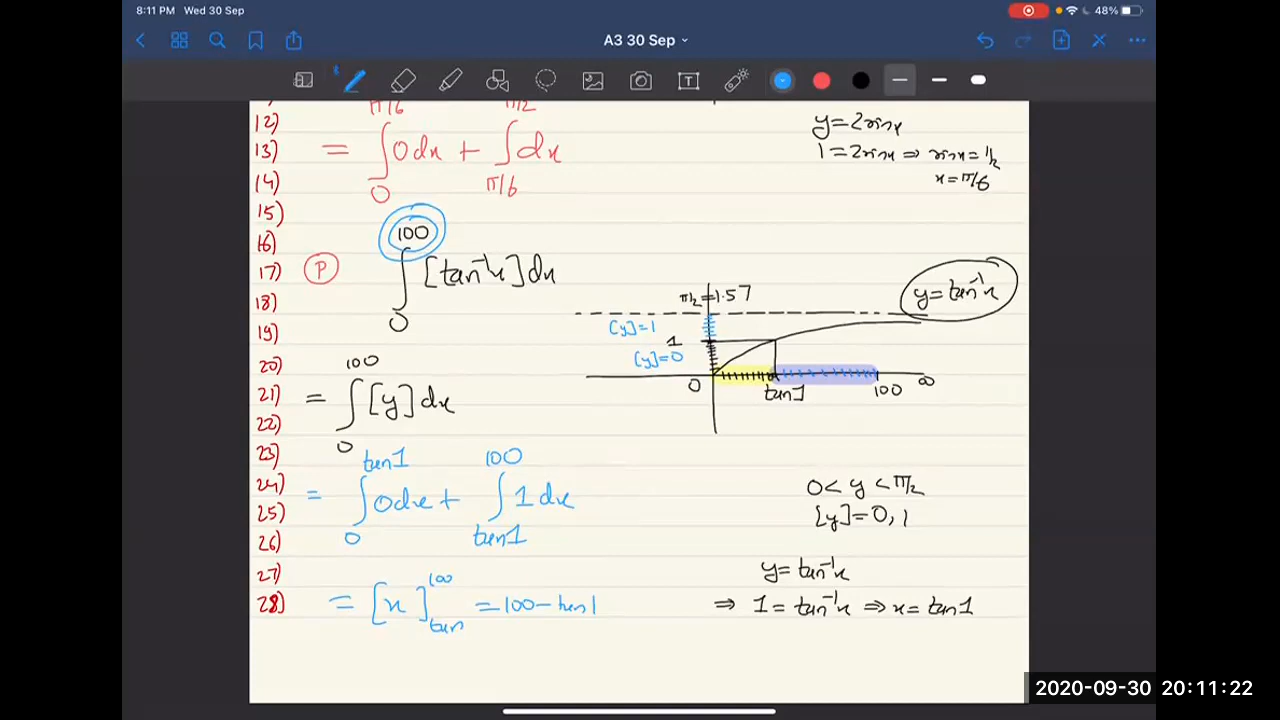 8:11 PM Wed 30 Sep
48%
A3 30 Sep
T
π/6 π/2
12)
13) = ∫0dx + ∫dx
14) 0 π/6
y=2sinx
1=2sinx ⇒ sinx=1/2
x=π/6
15)
16) 100
17) P ∫[tan⁻¹x]dx
18)
19) 0
π/2=1.57
y=tan⁻¹x
[y]=1
1
[y]=0
0 tan1 100 ∞
20) 100
21) = ∫[y]dx
22) 0
23) tan1 100
24) = ∫0dx + ∫1dx
25)
26) 0 tan1
0<y<π/2
[y]=0,1
27) 100
28) = [x] =100-tan1
tan
y=tan⁻¹x
⇒ 1=tan⁻¹x ⇒ x=tan1
2020-09-30 20:11:22